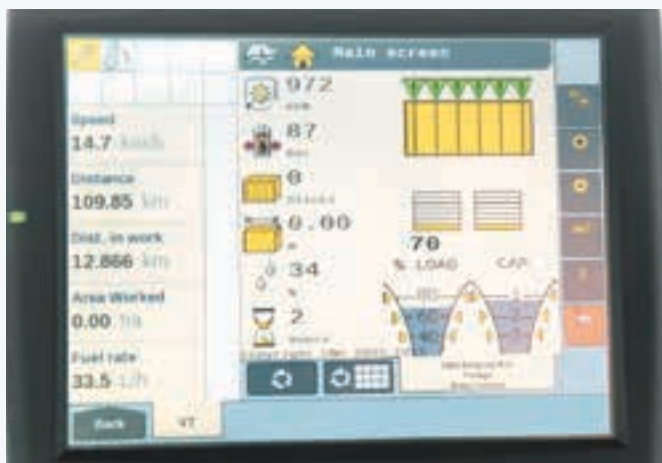 Speed
14.7 km/h
Distance
109.85 km
Dist. in work
12.866 km
Area Worked
0.00 ha
Fuel rate
33.5 L/h
Back
VT
Main screen
972
87
0
0.00
m
34
%
2
70
% LOAD
CAP